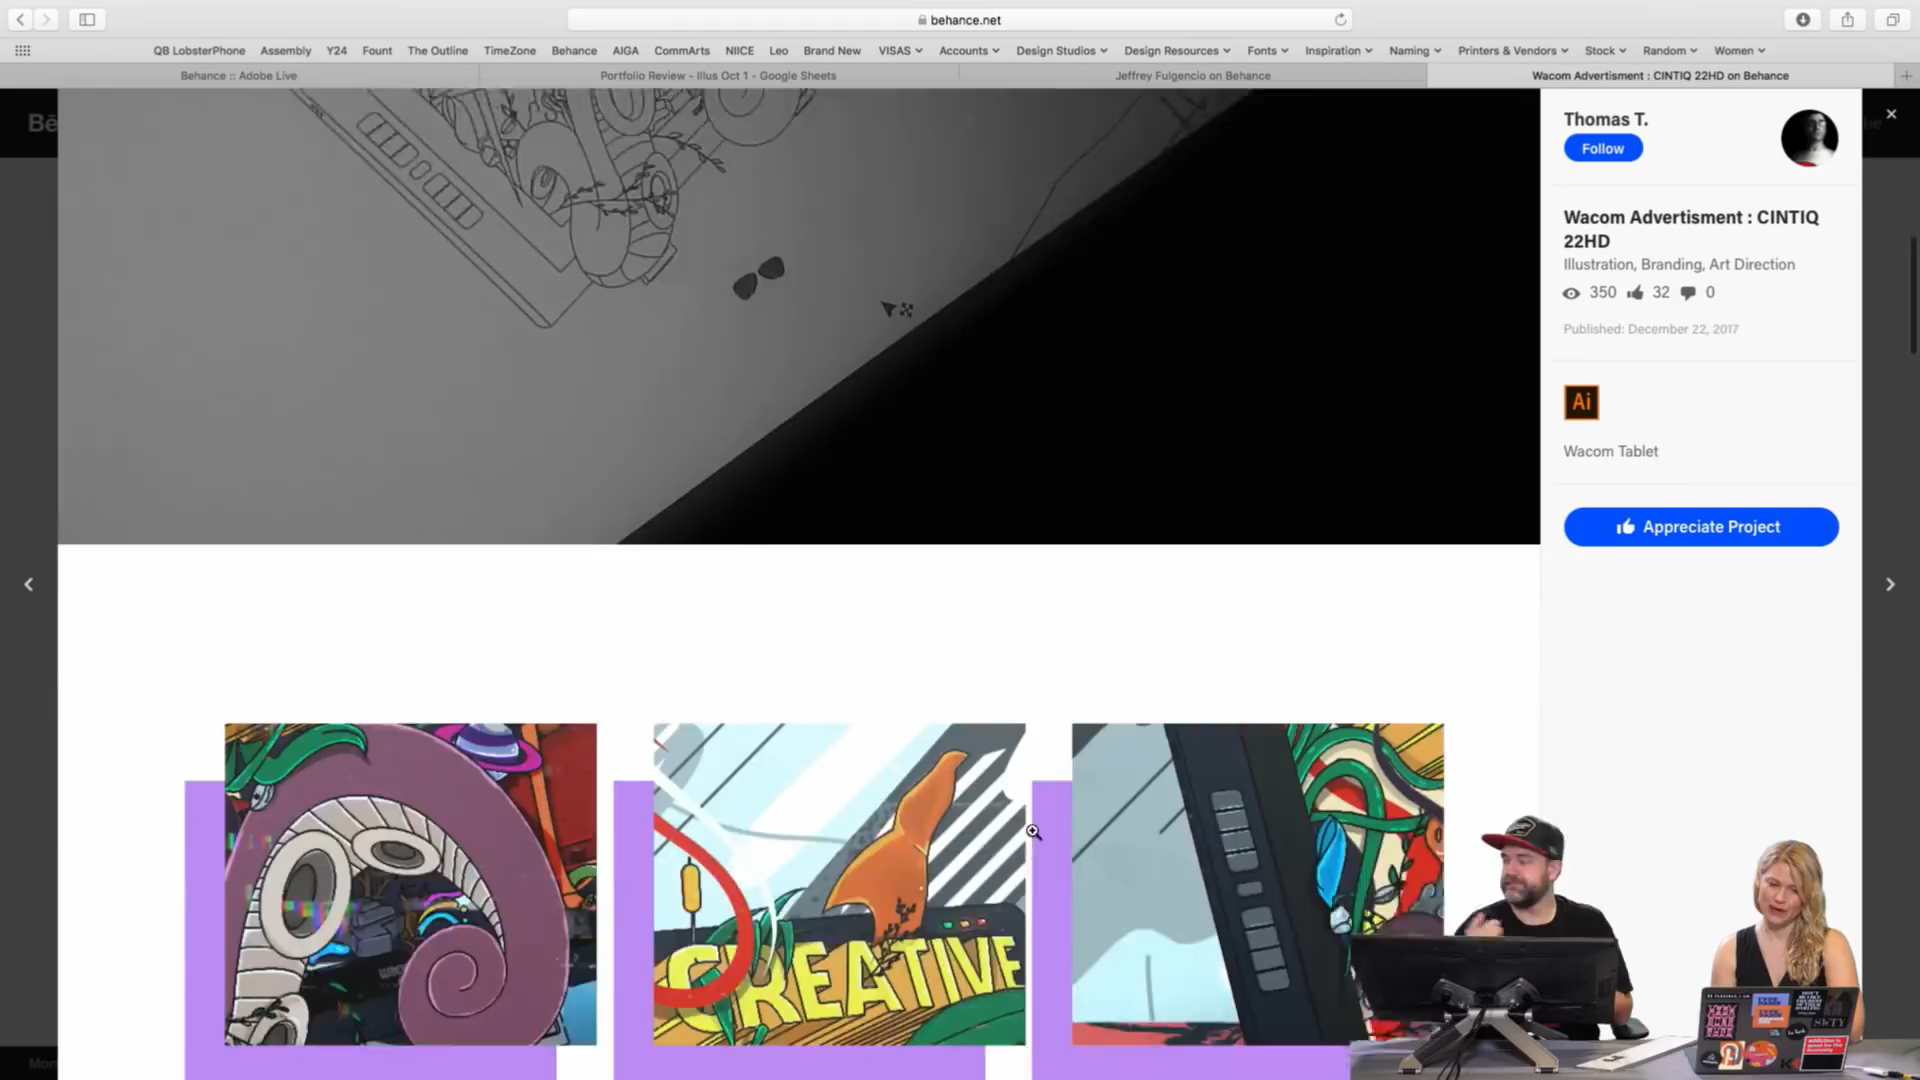 behance.net
QB LobsterPhone Assembly Y24 Fount The Outline TimeZone Behance AIGA CommArts NIICE Leo Brand New VISAS Accounts Design Studios Design Resources Fonts Inspiration Naming Printers & Vendors Stock Random Women
Behance :: Adobe Live
Portfolio Review - Illus Oct 1 - Google Sheets
Jeffrey Fulgencio on Behance
Wacom Advertisment : CINTIQ 22HD on Behance
Bē
Thomas T.
Follow
Wacom Advertisment : CINTIQ
22HD
Illustration, Branding, Art Direction
350 32 0
Published: December 22, 2017
Ai
Wacom Tablet
Appreciate Project
CREATIVE